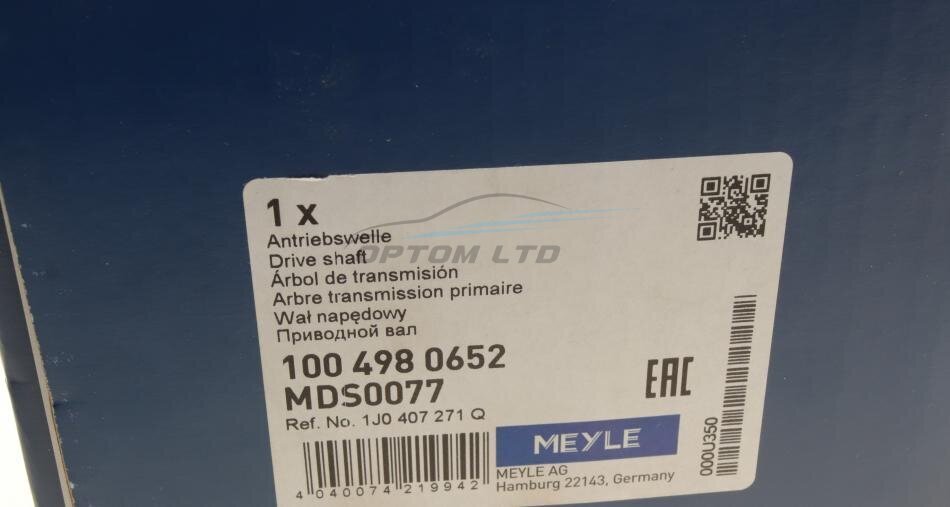 1 x
Antriebswelle
Drive shaft
Árbol de transmisión
Arbre transmission primaire
Wał napędowy
Приводной вал
OPTOM LTD
100 498 0652
MDS0077
Ref. No. 1J0 407 271 Q
4 040074 219942
EAC
MEYLE
MEYLE AG
Hamburg 22143, Germany
000U350